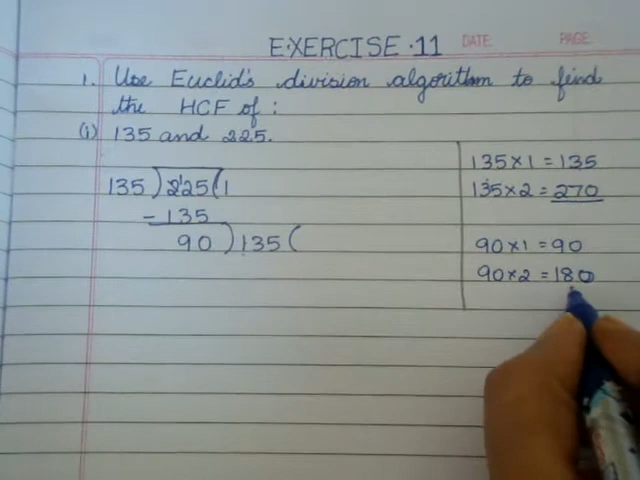 EXERCISE·11 DATE PAGE
1. Use Euclid's division algorithm to find
the HCF of :
(i) 135 and 225.
135)225(1
-135
90)135(
135×1=135
135×2=270
90×1=90
90×2=180